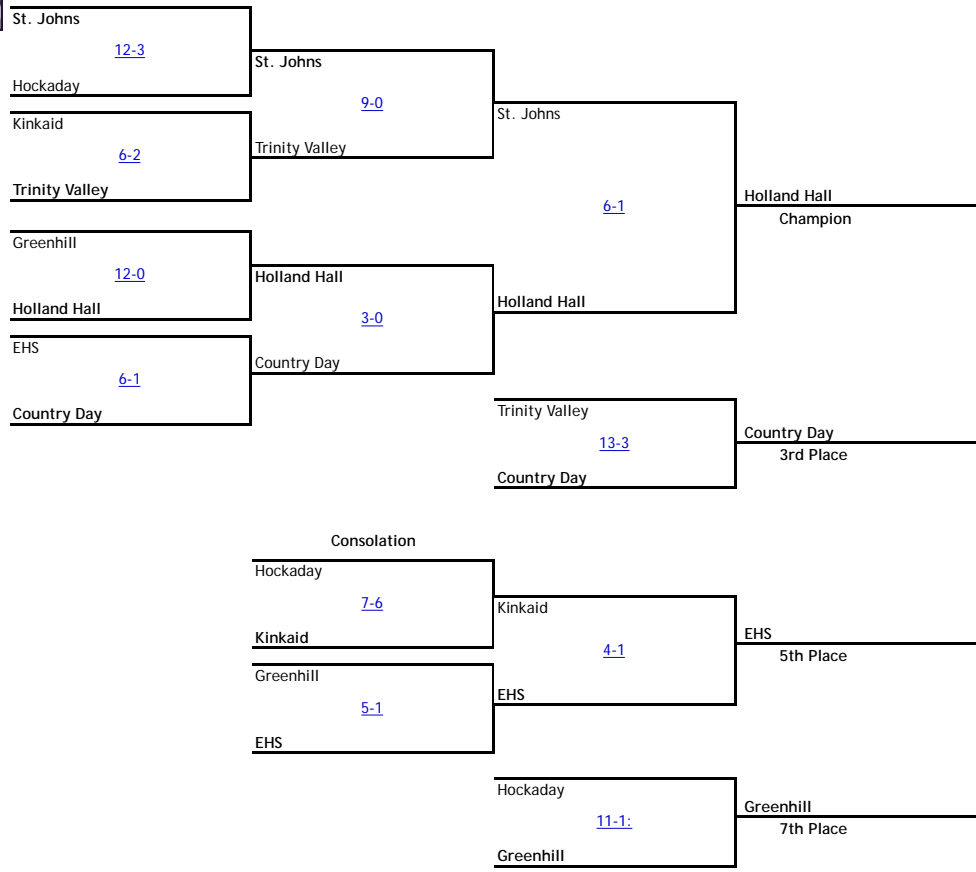 St. Johns
12-3
Hockaday
St. Johns
9-0
Trinity Valley
Kinkaid
6-2
Trinity Valley
St. Johns
6-1
Holland Hall
Holland Hall
Champion
Greenhill
12-0
Holland Hall
Holland Hall
3-0
Country Day
EHS
6-1
Country Day
Trinity Valley
13-3
Country Day
Country Day
3rd Place
Consolation
Hockaday
7-6
Kinkaid
Kinkaid
4-1
EHS
EHS
5th Place
Greenhill
5-1
EHS
Hockaday
11-1:
Greenhill
Greenhill
7th Place